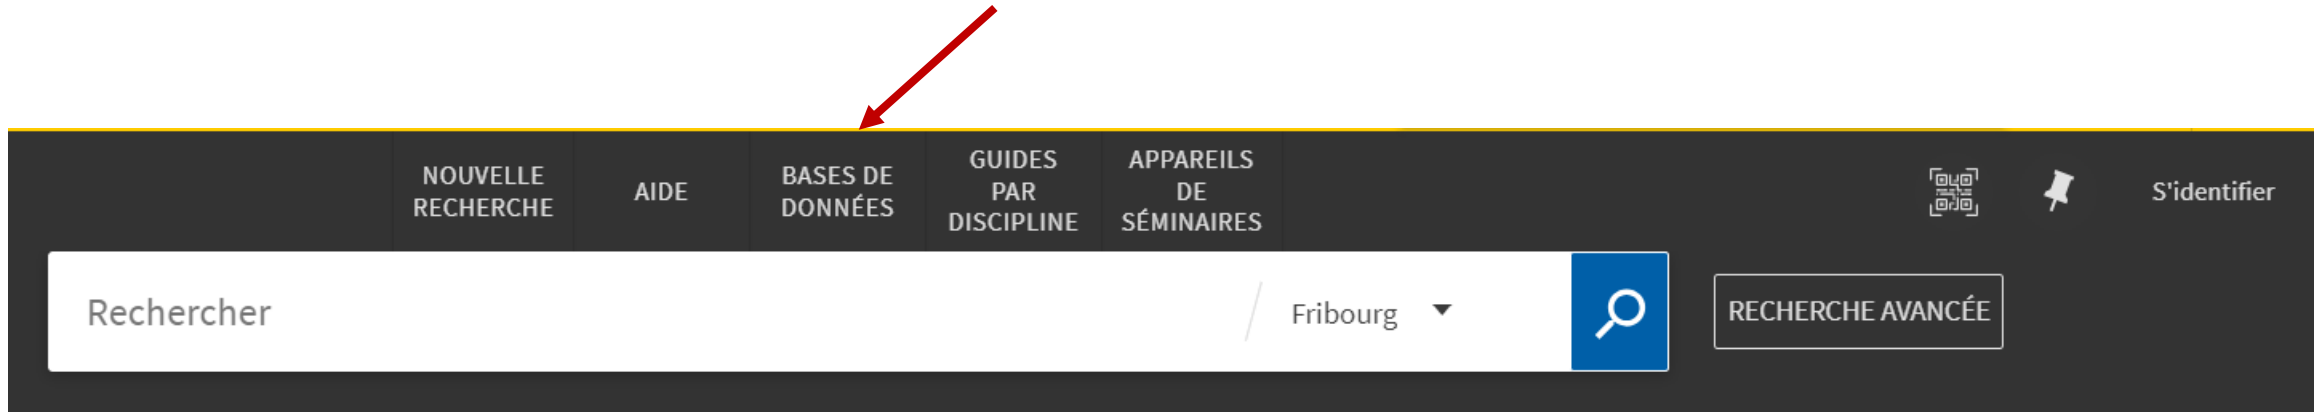 NOUVELLE
RECHERCHE
AIDE
BASES DE
DONNÉES
GUIDES
PAR
DISCIPLINE
APPAREILS
DE
SÉMINAIRES
S'identifier
Rechercher
Fribourg
RECHERCHE AVANCÉE